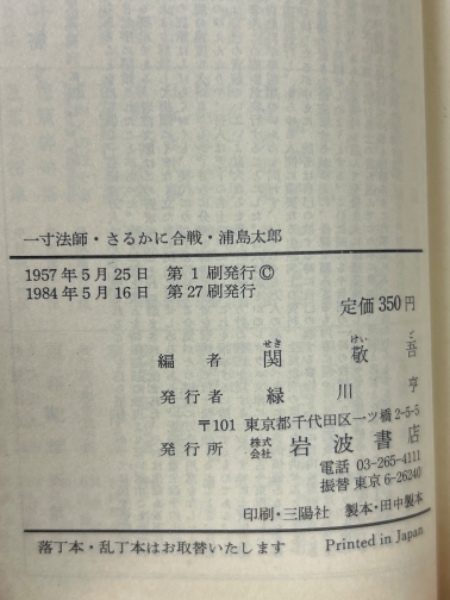 一寸法師・さるかに合戦・浦島太郎
1957年5月25日 第1刷発行©
1984年5月16日 第27刷発行
定価350円
せき けい ご
編者 関敬吾
発行者 緑川亨
〒101 東京都千代田区一ツ橋2-5-5
発行所 株式会社 岩波書店
電話 03-265-4111
振替 東京6-26240
印刷・三陽社 製本・田中製本
落丁本・乱丁本はお取替いたします Printed in Japan